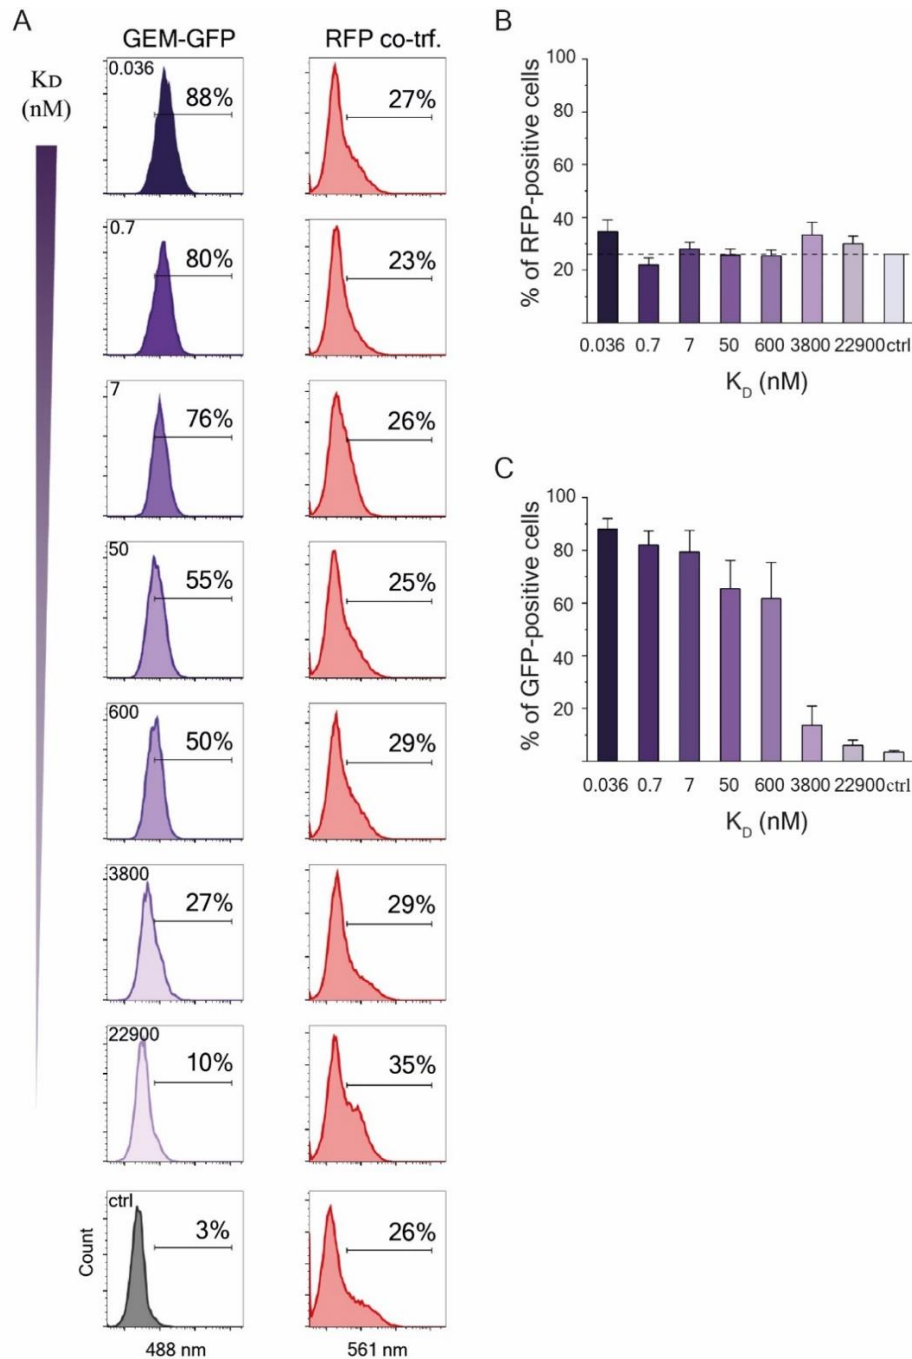 A
GEM-GFP
RFP co-trf.
KD
(nM)
0.036
88%
27%
0.7
80%
23%
7
76%
26%
50
55%
25%
600
50%
29%
3800
27%
29%
22900
10%
35%
ctrl
3%
26%
Count
488 nm
561 nm
B
% of RFP-positive cells
100
80
60
40
20
0.036 0.7 7 50 600 3800 22900 ctrl
KD (nM)
C
% of GFP-positive cells
100
80
60
40
20
0.036 0.7 7 50 600 3800 22900 ctrl
KD (nM)